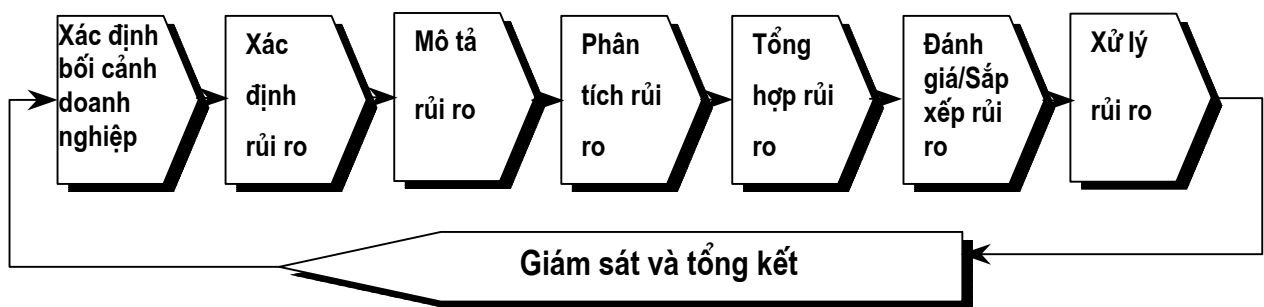 Xác định
bối cảnh
doanh
nghiệp
Xác
định
rủi ro
Mô tả
rủi ro
Phân
tích rủi
ro
Tổng
hợp rủi
ro
Đánh
giá/Sắp
xếp rủi
ro
Xử lý
rủi ro
Giám sát và tổng kết